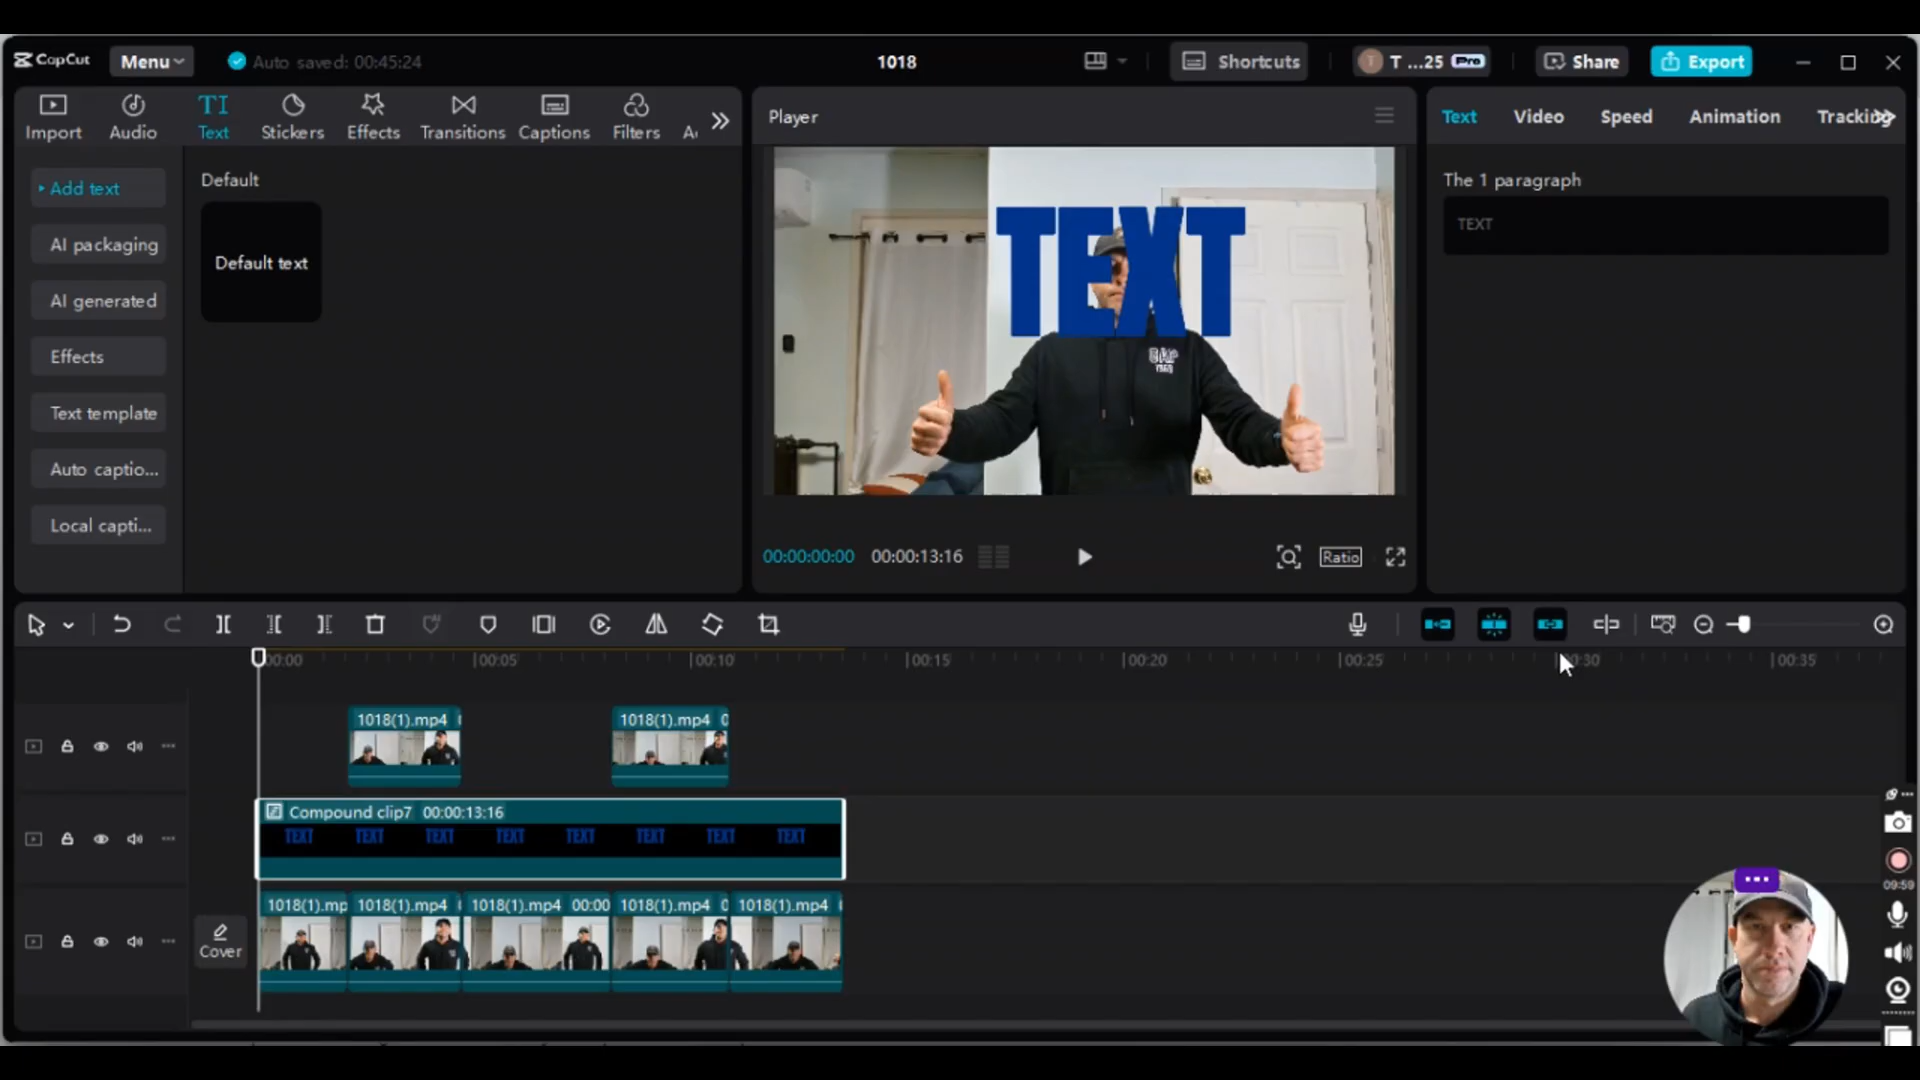 CapCut Menu Auto saved: 00:45:24 1018 Shortcuts T ...25 Pro Share Export
Import Audio TI Text Stickers Effects Transitions Captions Filters
Add text
AI packaging
AI generated
Effects
Text template
Auto captio...
Local capti...
Default
Default text
Player
TEXT
00:00:00:00 00:00:13:16 Ratio
Text Video Speed Animation Tracking
The 1 paragraph
TEXT
00:00 00:05 00:10 00:15 00:20 00:25 00:30 00:35
1018(1).mp4 1018(1).mp4
Compound clip7 00:00:13:16
TEXT TEXT TEXT TEXT TEXT TEXT TEXT TEXT
1018(1).mp 1018(1).mp4 1018(1).mp4 00:00 1018(1).mp4 1018(1).mp4
Cover
09:59